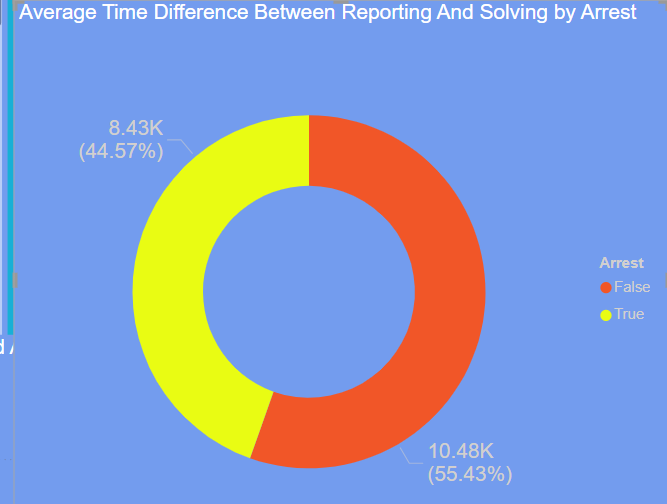 Average Time Difference Between Reporting And Solving by Arrest
8.43K
(44.57%)
Arrest
False
True
d A
10.48K
(55.43%)